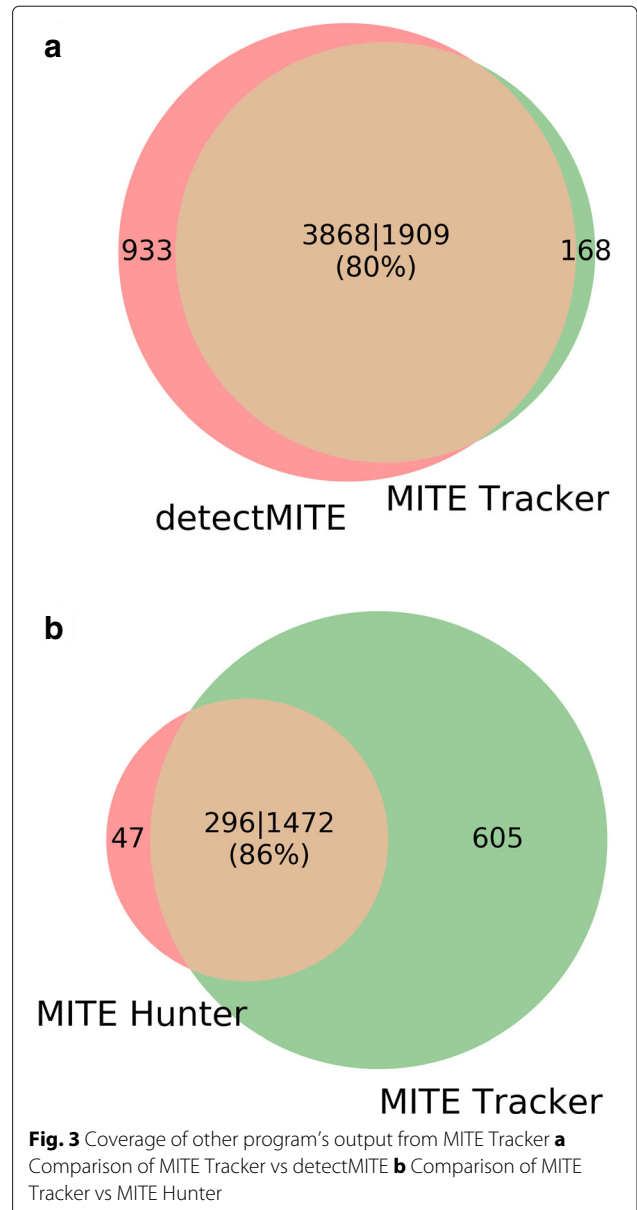 a
933
3868|1909
(80%)
168
detectMITE
MITE Tracker
b
47
296|1472
(86%)
605
MITE Hunter
MITE Tracker
Fig. 3 Coverage of other program's output from MITE Tracker a
Comparison of MITE Tracker vs detectMITE b Comparison of MITE
Tracker vs MITE Hunter